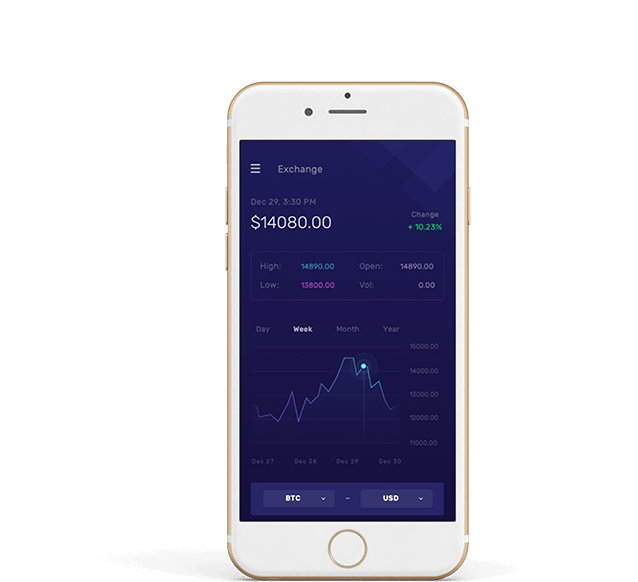 Exchange
Dec 29, 3:30 PM
$14080.00
Change
+ 10.23%
High: 14890.00 Open: 14890.00
Low: 13800.00 Vol: 0.00
Day Week Month Year
15000.00
14000.00
13000.00
12000.00
11000.00
Dec 27 Dec 28 Dec 29 Dec 30
BTC – USD